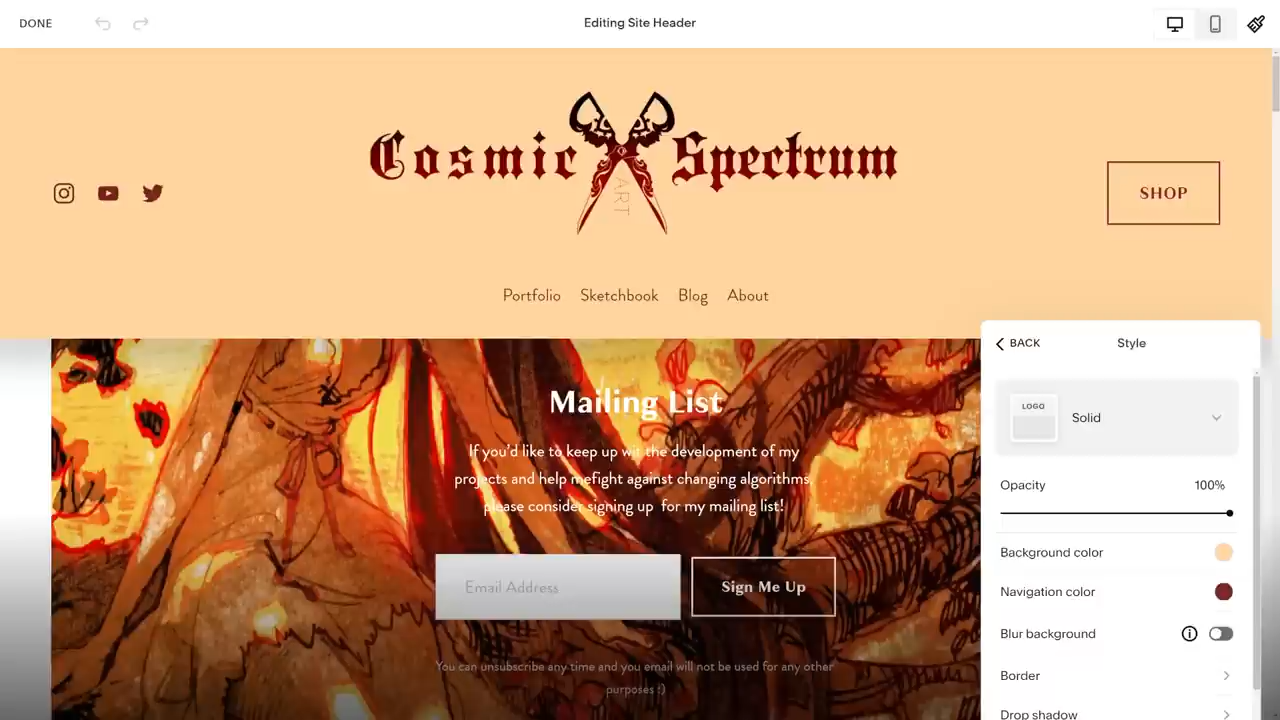 DONE
Editing Site Header
Cosmic Spectrum
ART
SHOP
Portfolio Sketchbook Blog About
BACK Style
LOGO
Solid
Mailing List
If you'd like to keep up wit the development of my
projects and help mefight against changing algorithms,
please consider signing up for my mailing list!
Opacity 100%
Background color
Email Address
Sign Me Up
Navigation color
Blur background
You can unsubscribe any time and you email will not be used for any other
purposes :)
Border
Drop shadow